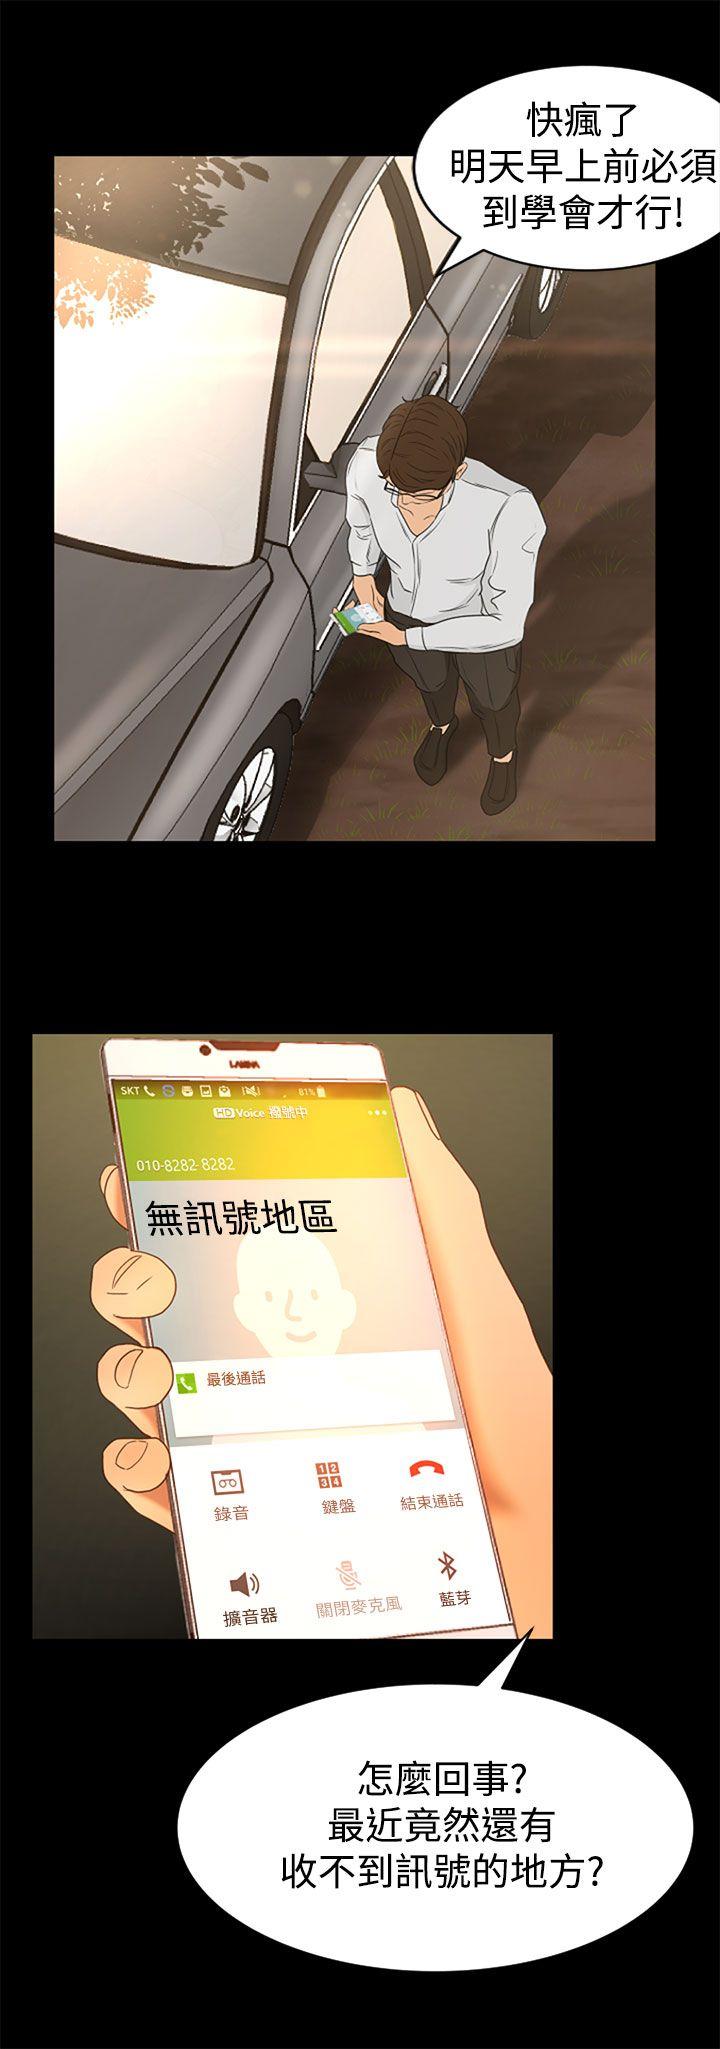 快瘋了
明天早上前必須
到學會才行!
SKT 81%
HD Voice 撥號中
010-8282-8282
無訊號地區
最後通話
錄音
12
34
鍵盤
結束通話
擴音器
關閉麥克風
藍芽
怎麼回事?
最近竟然還有
收不到訊號的地方?